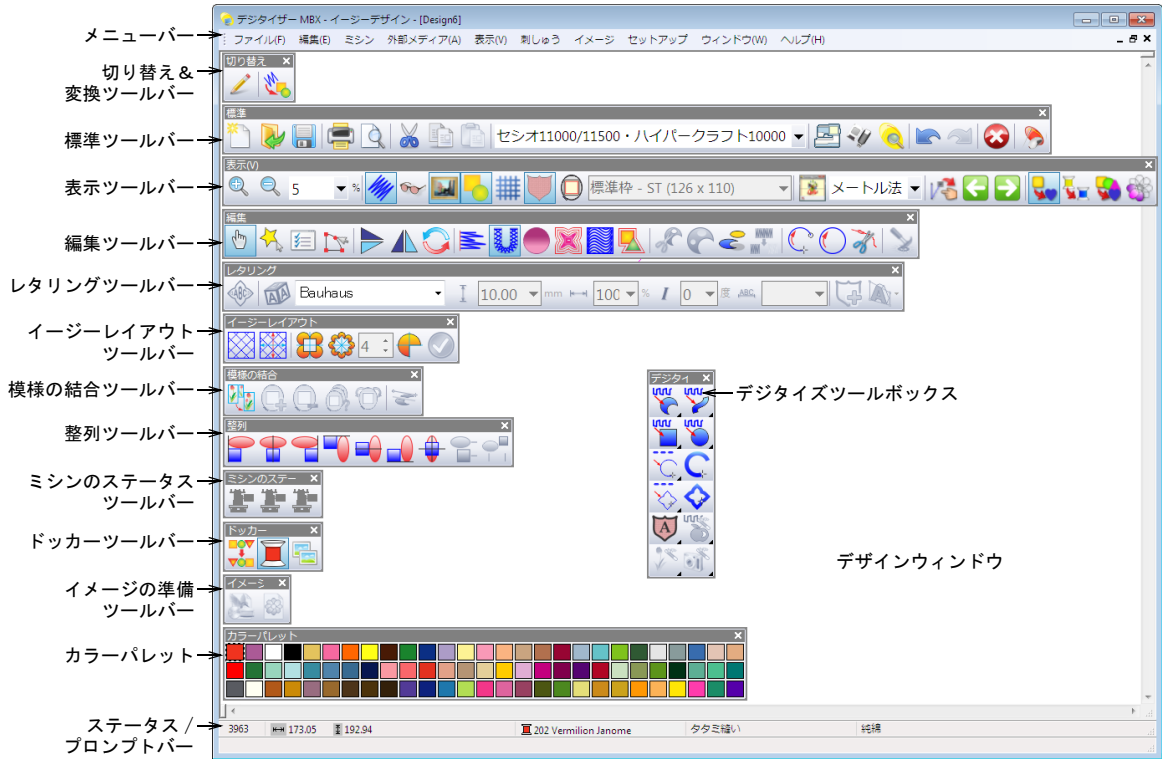 デジタイザー MBX - イージーデザイン - [Design6]
メニューバー
ファイル(F) 編集(E) ミシン 外部メディア(A) 表示(V) 刺しゅう イメージ セットアップ ウィンドウ(W) ヘルプ(H)
切り替え
切り替え＆
変換ツールバー
標準
標準ツールバー
セシオ11000/11500・ハイパークラフト10000
表示(V)
表示ツールバー
5 % 標準枠 - ST (126 x 110) メートル法
編集
編集ツールバー
レタリング
レタリングツールバー
ABC A A Bauhaus 10.00 mm 100 % I 0 度 ABC
イージーレイアウト
イージーレイアウト
ツールバー
4
模様の結合
模様の結合ツールバー
デジタイ
デジタイズツールボックス
整列
整列ツールバー
ミシンのステー
ミシンのステータス
ツールバー
A
ドッカー
ドッカーツールバー
デザインウィンドウ
イメージ
イメージの準備
ツールバー
カラーパレット
カラーパレット
ステータス /
プロンプトバー
3963 173.05 192.94 202 Vermilion Janome タタミ縫い 純綿